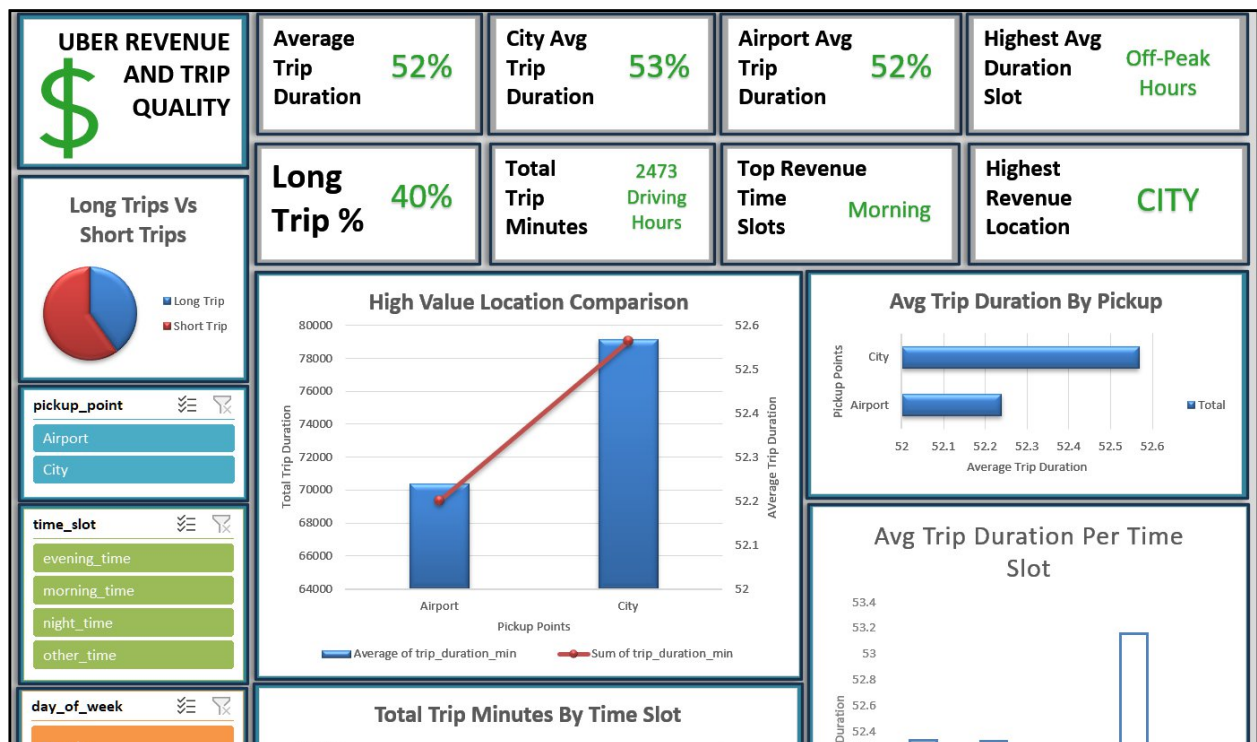 UBER REVENUE
AND TRIP
QUALITY
Average
Trip
Duration
52%
City Avg
Trip
Duration
53%
Airport Avg
Trip
Duration
52%
Highest Avg
Duration
Slot
Off-Peak
Hours
Long
Trip %
40%
Total
Trip
Minutes
2473
Driving
Hours
Top Revenue
Time
Slots
Morning
Highest
Revenue
Location
CITY
Long Trips Vs
Short Trips
Long Trip
Short Trip
pickup_point
Airport
City
time_slot
evening_time
morning_time
night_time
other_time
day_of_week
High Value Location Comparison
80000
78000
76000
74000
72000
70000
68000
66000
64000
Total Trip Duration
52.6
52.5
52.4
52.3
52.2
52.1
52
AVerage Trip Duration
Airport
City
Pickup Points
Average of trip_duration_min
Sum of trip_duration_min
Total Trip Minutes By Time Slot
Avg Trip Duration By Pickup
Pickup Points
City
Airport
Total
52 52.1 52.2 52.3 52.4 52.5 52.6
Average Trip Duration
Avg Trip Duration Per Time
Slot
53.4
53.2
53
52.8
52.6
52.4
Duration